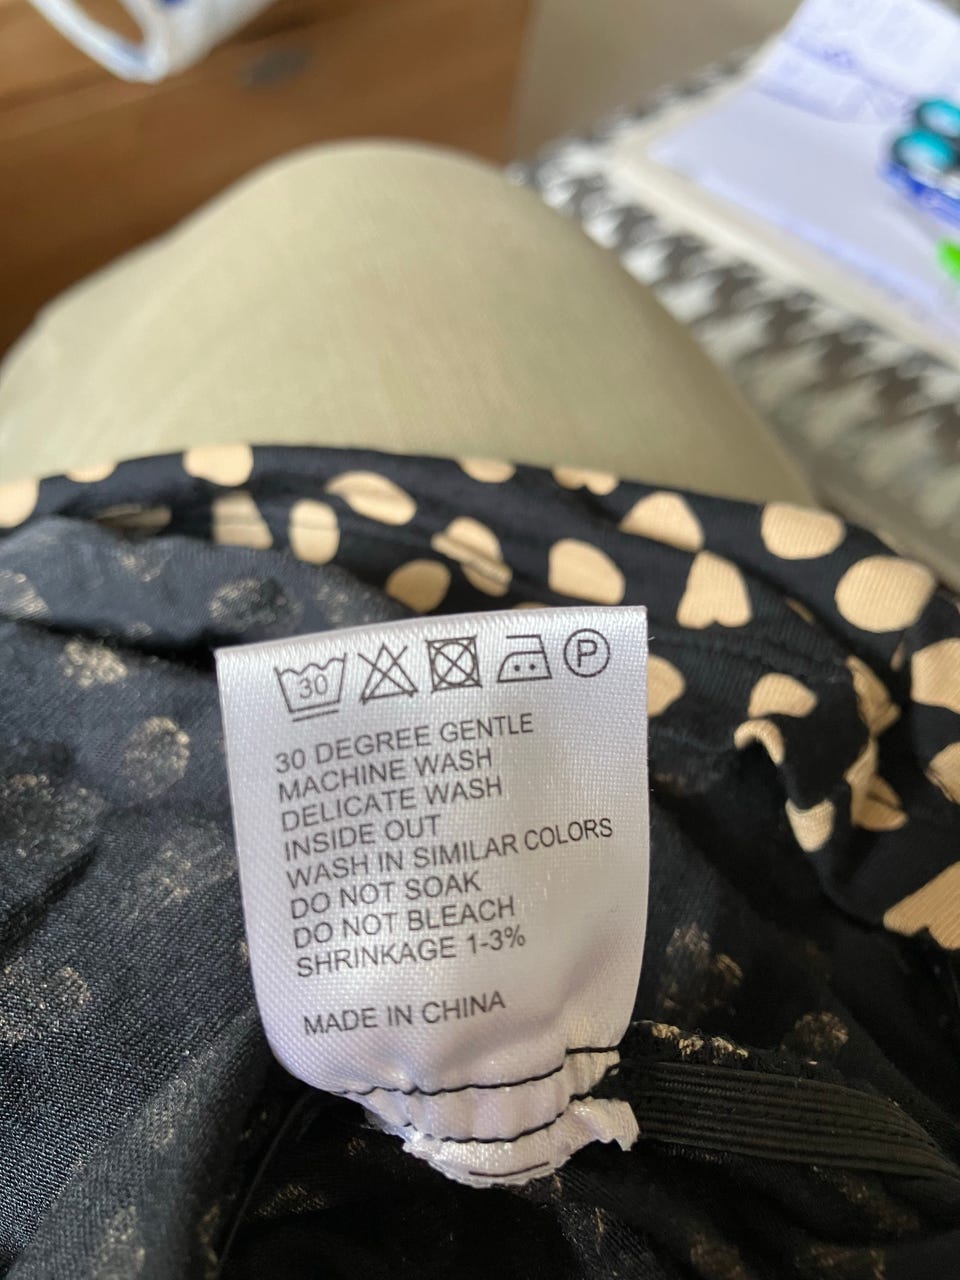 30 P
30 DEGREE GENTLE
MACHINE WASH
DELICATE WASH
INSIDE OUT
WASH IN SIMILAR COLORS
DO NOT SOAK
DO NOT BLEACH
SHRINKAGE 1-3%
MADE IN CHINA